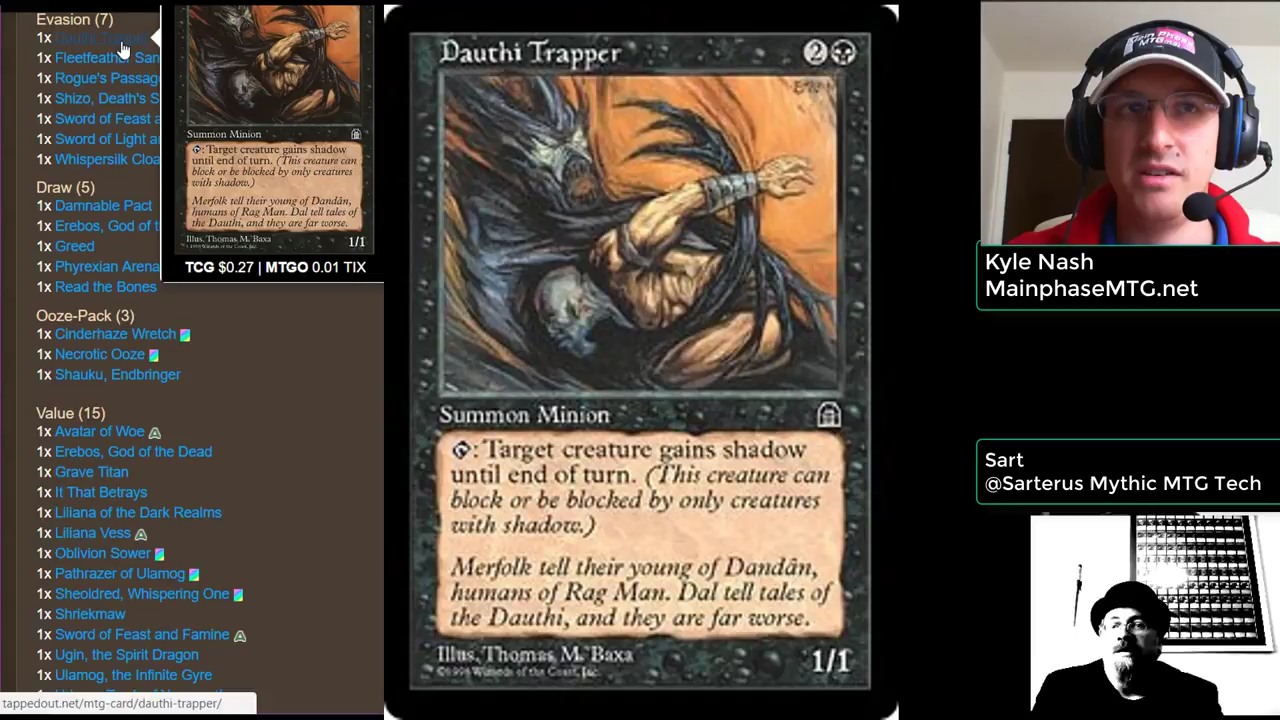 Evasion (7)
1x Dauthi Trapper
1x Fleetfeather San
1x Rogue's Passag
1x Shizo, Death's S
1x Sword of Feast a
1x Sword of Light a
1x Whispersilk Cloa
Draw (5)
1x Damnable Pact
1x Erebos, God of t
1x Greed
1x Phyrexian Arena
1x Read the Bones
Ooze-Pack (3)
1x Cinderhaze Wretch
1x Necrotic Ooze
1x Shauku, Endbringer
Value (15)
1x Avatar of Woe
1x Erebos, God of the Dead
1x Grave Titan
1x It That Betrays
1x Liliana of the Dark Realms
1x Liliana Vess
1x Oblivion Sower
1x Pathrazer of Ulamog
1x Sheoldred, Whispering One
1x Shriekmaw
1x Sword of Feast and Famine
1x Ugin, the Spirit Dragon
1x Ulamog, the Infinite Gyre
tappedout.net/mtg-card/dauthi-trapper/
Summon Minion
: Target creature gains shadow
until end of turn. (This creature can
block or be blocked by only creatures
with shadow.)
Merfolk tell their young of Dandân,
humans of Rag Man. Dal tell tales of
the Dauthi, and they are far worse.
Illus. Thomas M. Baxa
1/1
TCG $0.27 | MTGO 0.01 TIX
Dauthi Trapper 2
Summon Minion
: Target creature gains shadow
until end of turn. (This creature can
block or be blocked by only creatures
with shadow.)
Merfolk tell their young of Dandân,
humans of Rag Man. Dal tell tales of
the Dauthi, and they are far worse.
Illus. Thomas M. Baxa
1/1
Kyle Nash
MainphaseMTG.net
Sart
@Sarterus Mythic MTG Tech